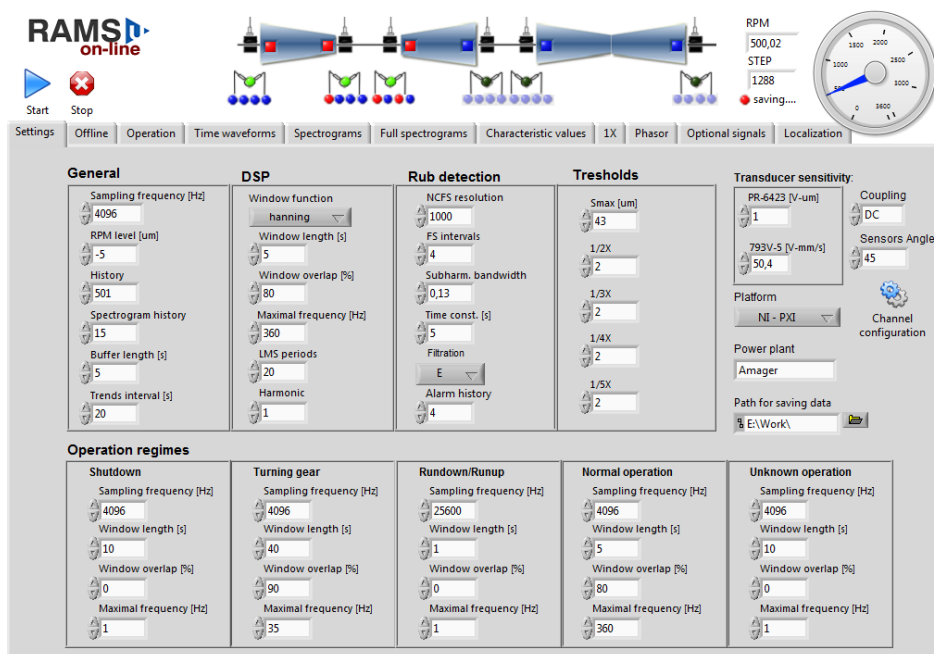 RAMS
on-line
Start
Stop
RPM
500,02
STEP
1288
saving....
0
500
1000
1500
2000
2500
3000
3600
Settings
Offline
Operation
Time waveforms
Spectrograms
Full spectrograms
Characteristic values
1X
Phasor
Optional signals
Localization
General
Sampling frequency [Hz]
4096
RPM level [um]
-5
History
501
Spectrogram history
15
Buffer length [s]
5
Trends interval [s]
20
DSP
Window function
hanning
Window length [s]
5
Window overlap [%]
80
Maximal frequency [Hz]
360
LMS periods
20
Harmonic
1
Rub detection
NCFS resolution
1000
FS intervals
4
Subharm. bandwidth
0,13
Time const. [s]
5
Filtration
E
Alarm history
4
Tresholds
Smax [um]
43
1/2X
2
1/3X
2
1/4X
2
1/5X
2
Transducer sensitivity:
PR-6423 [V-um]
1
793V-5 [V-mm/s]
50,4
Coupling
DC
Sensors Angle
45
Platform
NI - PXI
Channel
configuration
Power plant
Amager
Path for saving data
E:\Work\
Operation regimes
Shutdown
Sampling frequency [Hz]
4096
Window length [s]
10
Window overlap [%]
0
Maximal frequency [Hz]
1
Turning gear
Sampling frequency [Hz]
4096
Window length [s]
40
Window overlap [%]
90
Maximal frequency [Hz]
35
Rundown/Runup
Sampling frequency [Hz]
25600
Window length [s]
1
Window overlap [%]
0
Maximal frequency [Hz]
1
Normal operation
Sampling frequency [Hz]
4096
Window length [s]
5
Window overlap [%]
80
Maximal frequency [Hz]
360
Unknown operation
Sampling frequency [Hz]
4096
Window length [s]
10
Window overlap [%]
0
Maximal frequency [Hz]
1